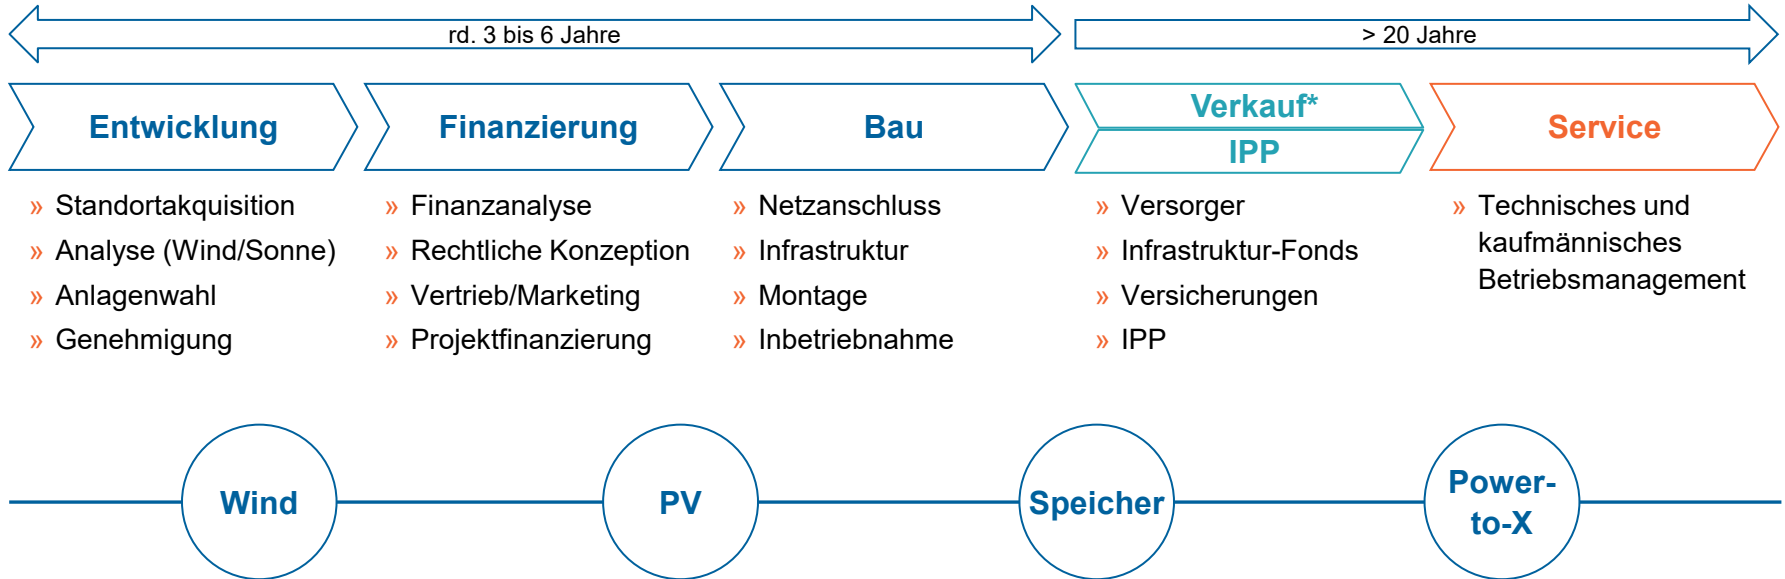 rd. 3 bis 6 Jahre
> 20 Jahre
Entwicklung
Finanzierung
Bau
Verkauf*
IPP
Service
» Standortakquisition
» Analyse (Wind/Sonne)
» Anlagenwahl
» Genehmigung
» Finanzanalyse
» Rechtliche Konzeption
» Vertrieb/Marketing
» Projektfinanzierung
» Netzanschluss
» Infrastruktur
» Montage
» Inbetriebnahme
» Versorger
» Infrastruktur-Fonds
» Versicherungen
» IPP
» Technisches und
kaufmännisches
Betriebsmanagement
Wind
PV
Speicher
Power-
to-X